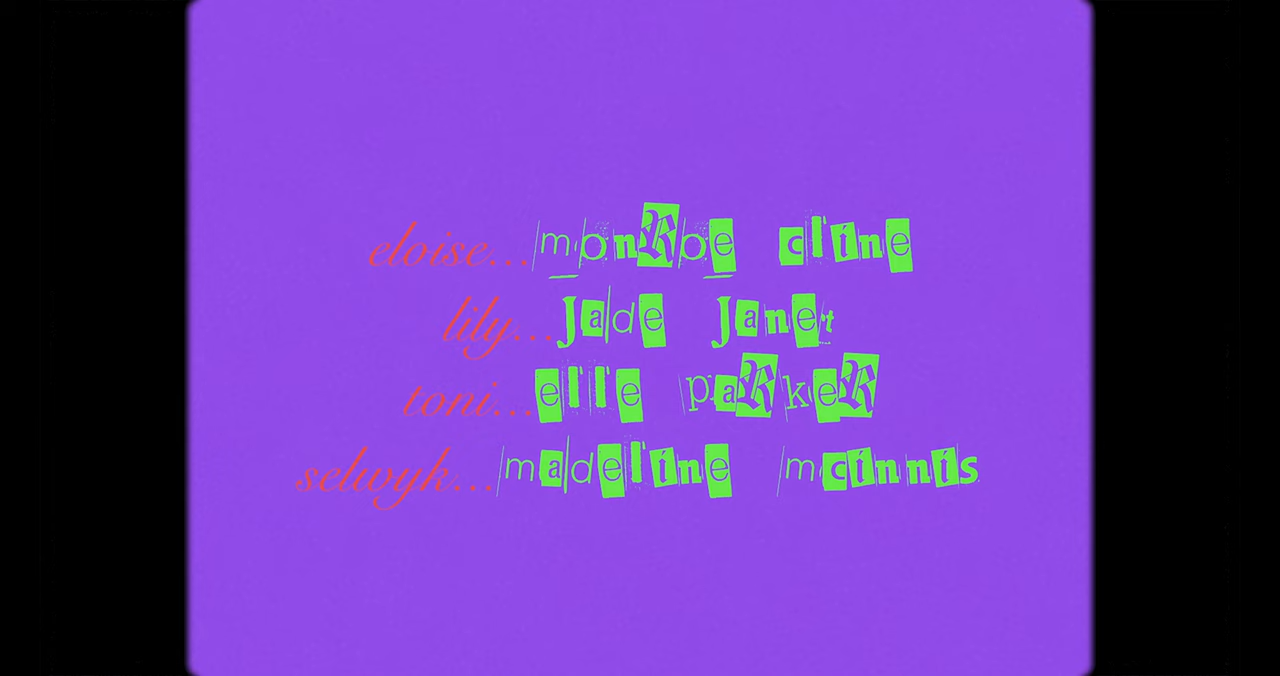 eloise...monRoe cline
lily...Jade Janet
toni...elle paRkeR
selwyk...madeline mcinnis